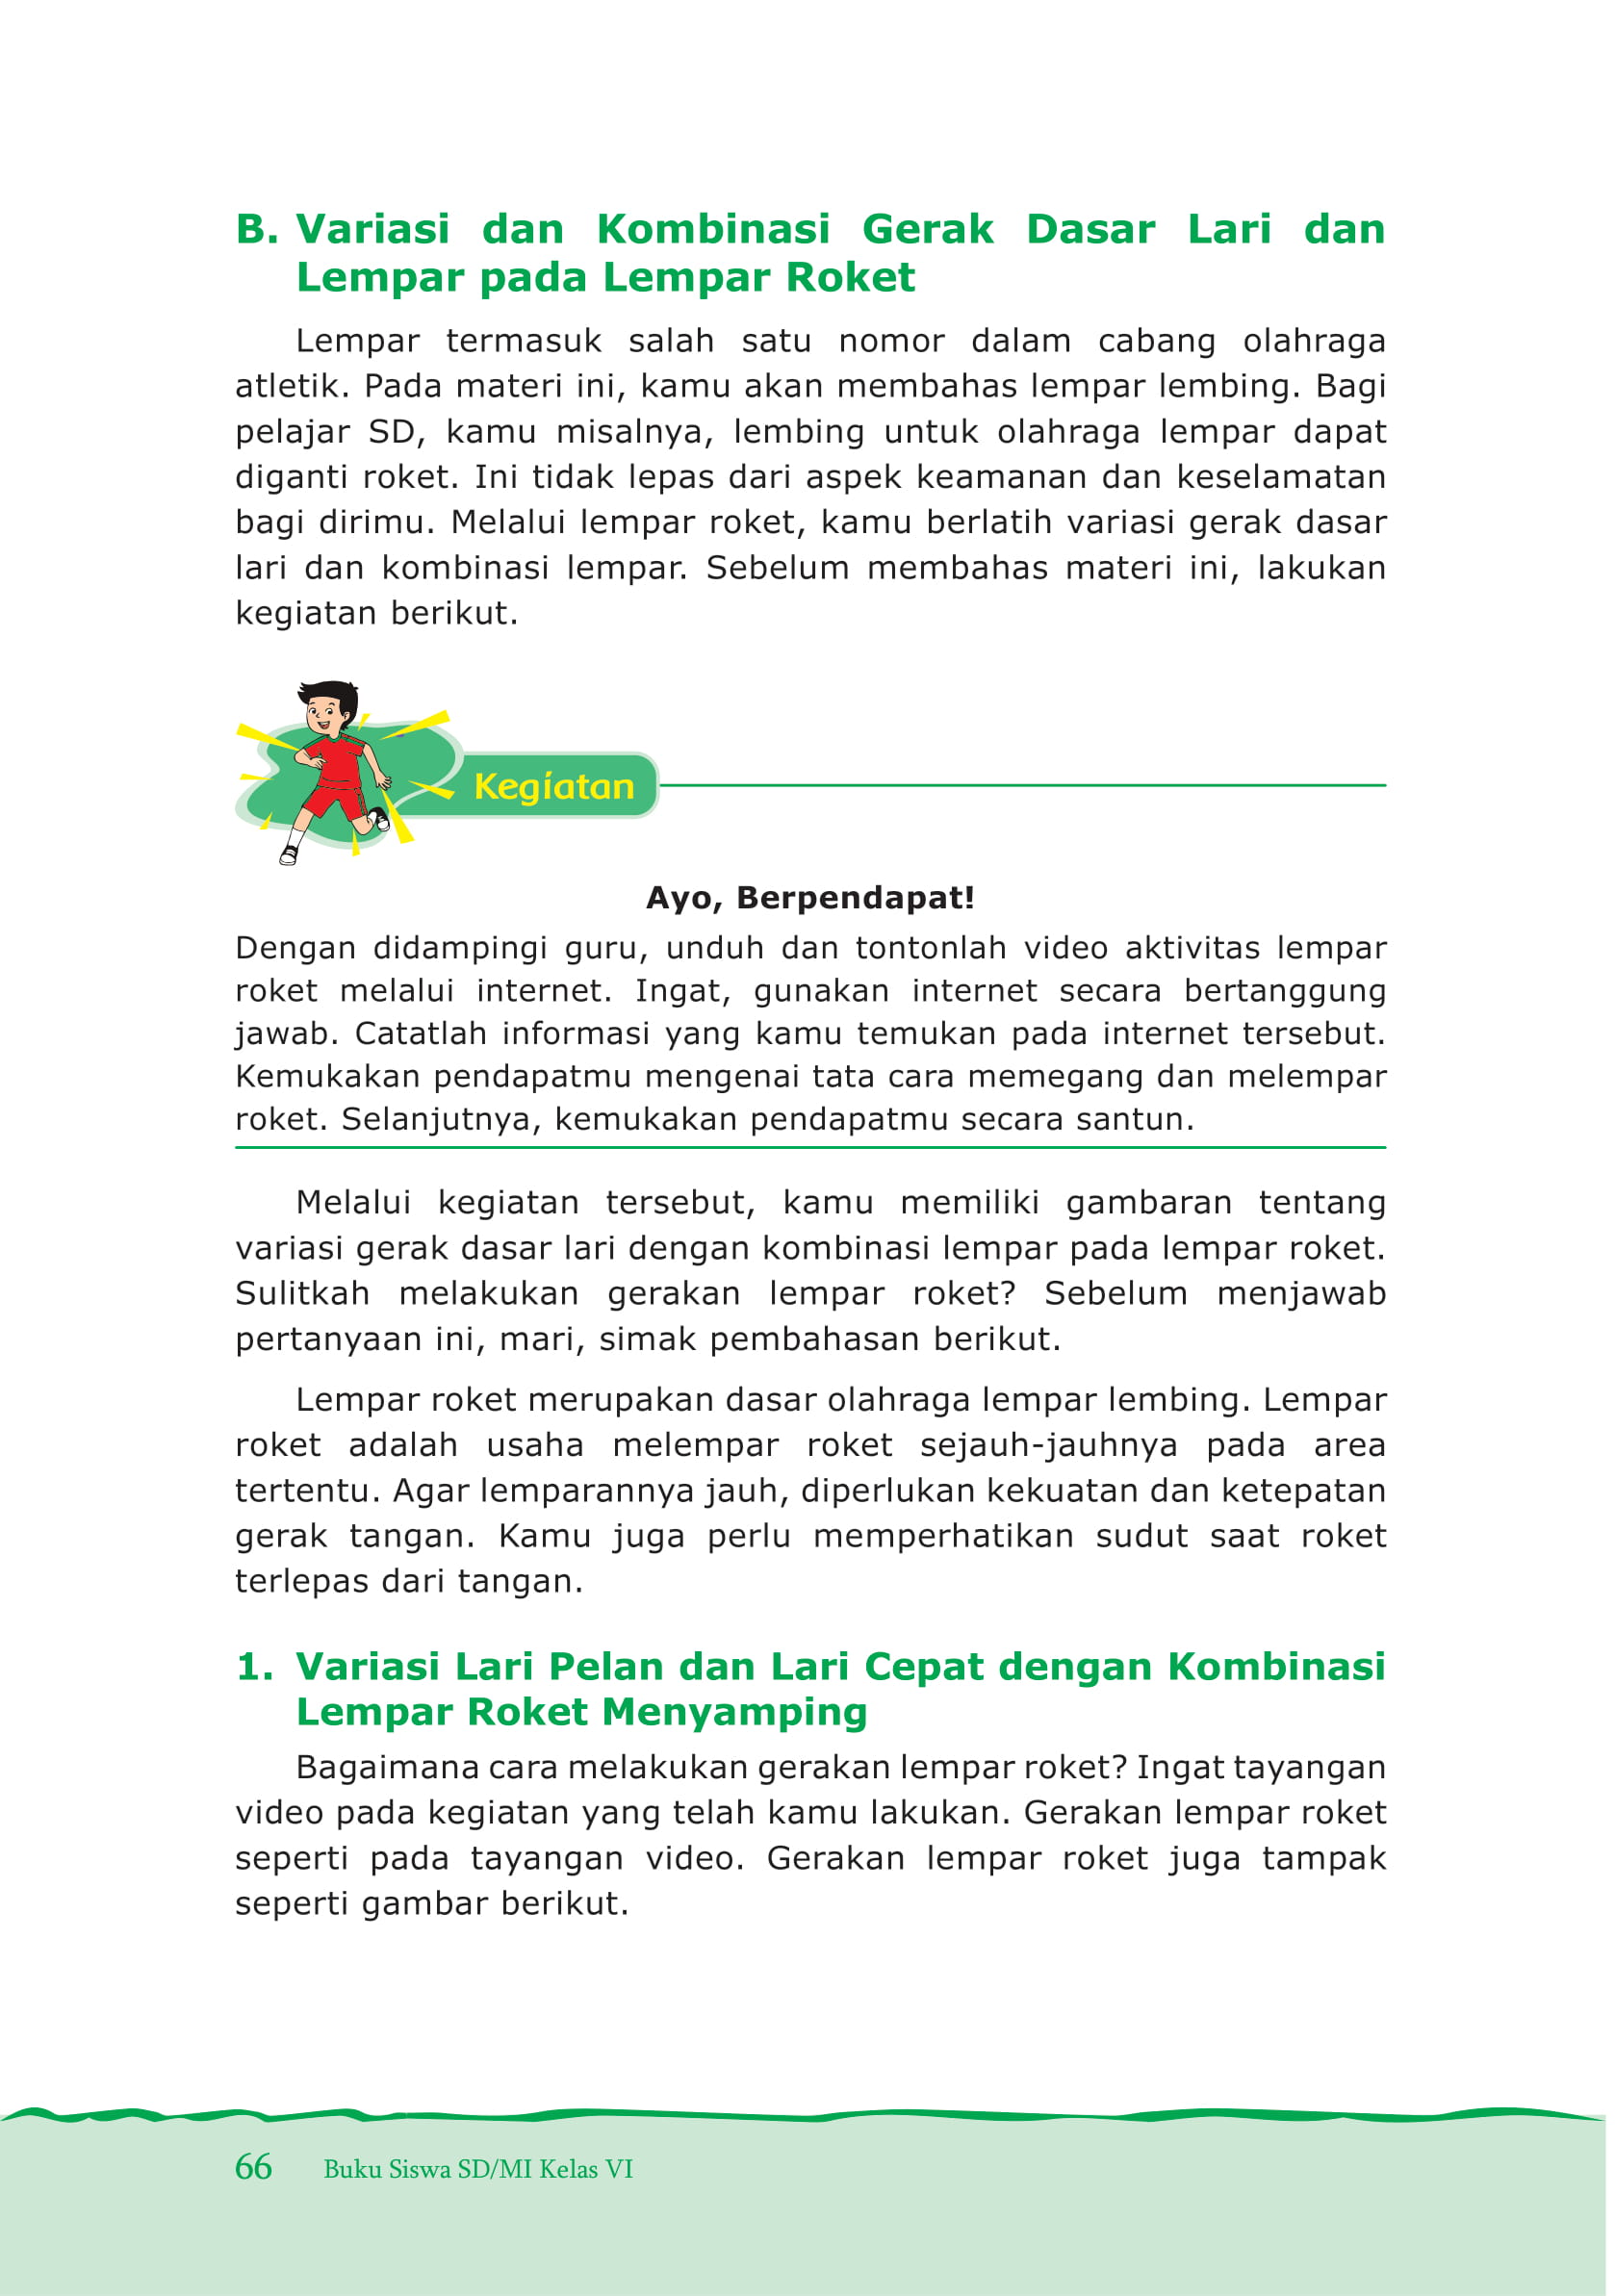 B. Variasi dan Kombinasi Gerak Dasar Lari dan
Lempar pada Lempar Roket
Lempar termasuk salah satu nomor dalam cabang olahraga
atletik. Pada materi ini, kamu akan membahas lempar lembing. Bagi
pelajar SD, kamu misalnya, lembing untuk olahraga lempar dapat
diganti roket. Ini tidak lepas dari aspek keamanan dan keselamatan
bagi dirimu. Melalui lempar roket, kamu berlatih variasi gerak dasar
lari dan kombinasi lempar. Sebelum membahas materi ini, lakukan
kegiatan berikut.
Kegiatan
Ayo, Berpendapat!
Dengan didampingi guru, unduh dan tontonlah video aktivitas lempar
roket melalui internet. Ingat, gunakan internet secara bertanggung
jawab. Catatlah informasi yang kamu temukan pada internet tersebut.
Kemukakan pendapatmu mengenai tata cara memegang dan melempar
roket. Selanjutnya, kemukakan pendapatmu secara santun.
Melalui kegiatan tersebut, kamu memiliki gambaran tentang
variasi gerak dasar lari dengan kombinasi lempar pada lempar roket.
Sulitkah melakukan gerakan lempar roket? Sebelum menjawab
pertanyaan ini, mari, simak pembahasan berikut.
Lempar roket merupakan dasar olahraga lempar lembing. Lempar
roket adalah usaha melempar roket sejauh-jauhnya pada area
tertentu. Agar lemparannya jauh, diperlukan kekuatan dan ketepatan
gerak tangan. Kamu juga perlu memperhatikan sudut saat roket
terlepas dari tangan.
1. Variasi Lari Pelan dan Lari Cepat dengan Kombinasi
Lempar Roket Menyamping
Bagaimana cara melakukan gerakan lempar roket? Ingat tayangan
video pada kegiatan yang telah kamu lakukan. Gerakan lempar roket
seperti pada tayangan video. Gerakan lempar roket juga tampak
seperti gambar berikut.
66 Buku Siswa SD/MI Kelas VI